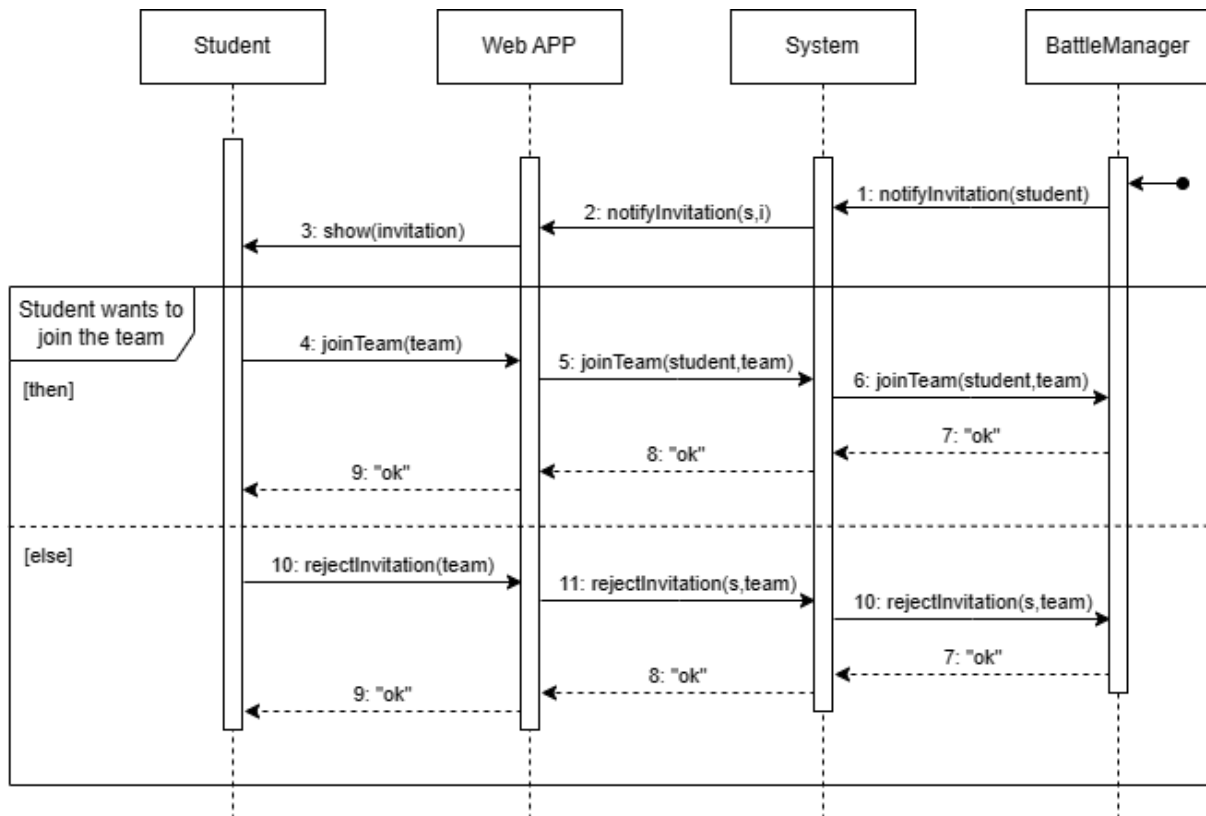 Student
Web APP
System
BattleManager
1: notifyInvitation(student)
2: notifyInvitation(s,i)
3: show(invitation)
Student wants to
join the team
4: joinTeam(team)
5: joinTeam(student,team)
6: joinTeam(student,team)
[then]
7: "ok"
8: "ok"
9: "ok"
[else]
10: rejectInvitation(team)
11: rejectInvitation(s,team)
10: rejectInvitation(s,team)
7: "ok"
8: "ok"
9: "ok"